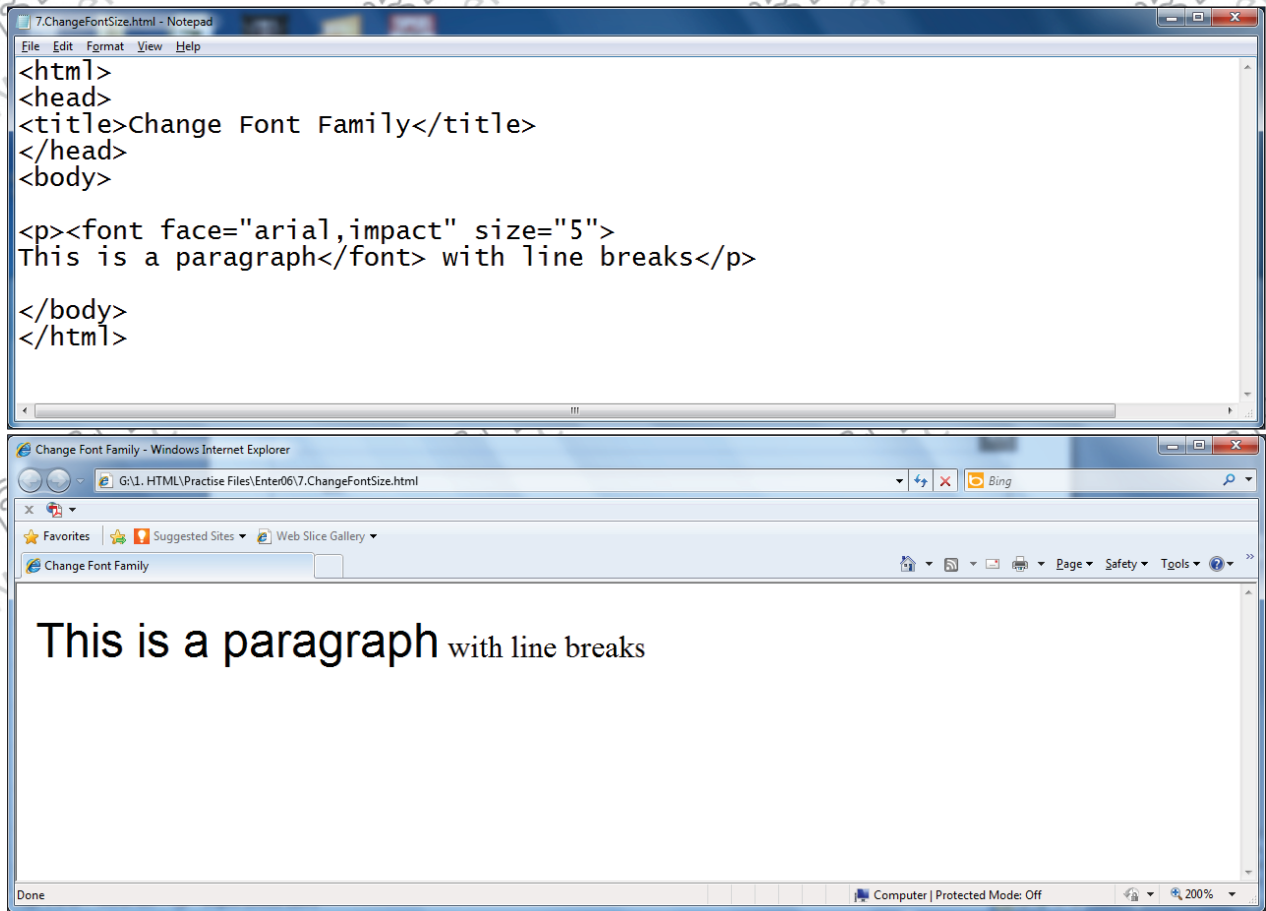 7.ChangeFontSize.html - Notepad
File Edit Format View Help
<html>
<head>
<title>Change Font Family</title>
</head>
<body>
<p><font face="arial,impact" size="5">
This is a paragraph</font> with line breaks</p>
</body>
</html>
Change Font Family - Windows Internet Explorer
G:\1. HTML\Practise Files\Enter06\7.ChangeFontSize.html Bing
x
Favorites Suggested Sites Web Slice Gallery
Change Font Family Page Safety Tools
This is a paragraph with line breaks
Done Computer | Protected Mode: Off 200%